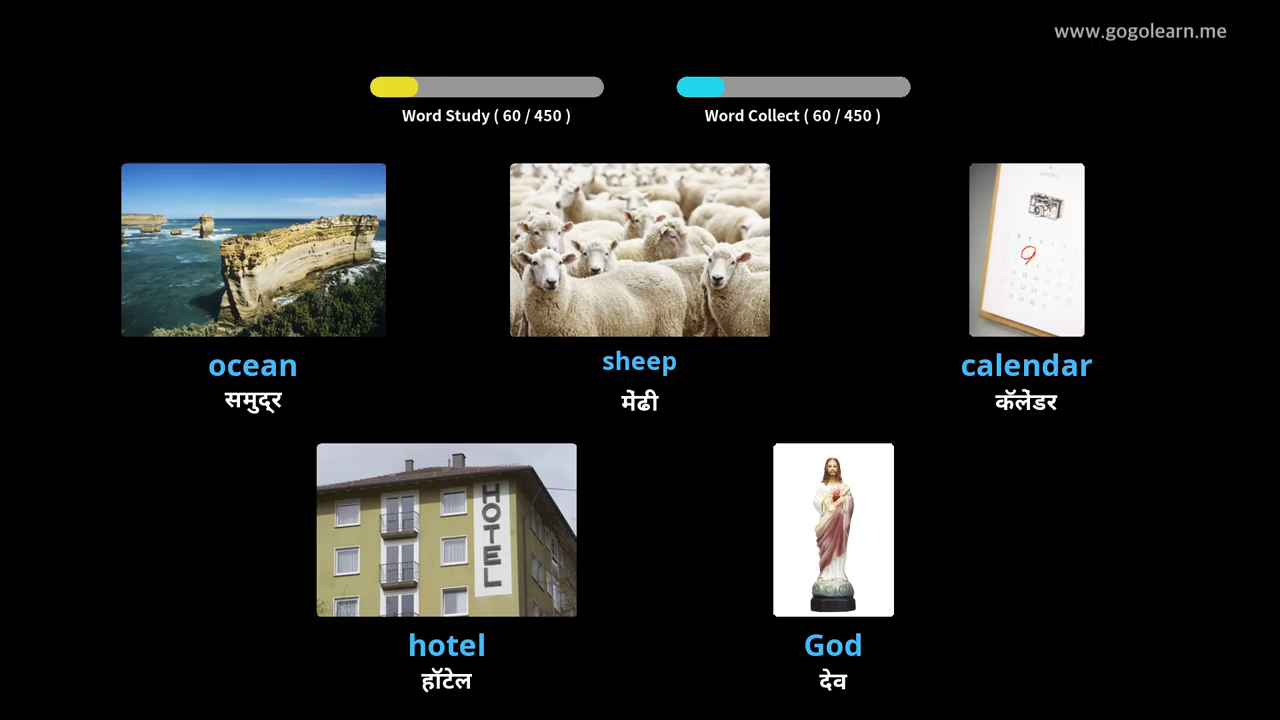 www.gogolearn.me
Word Study ( 60 / 450 )
Word Collect ( 60 / 450 )
ocean
समुद्र
sheep
मेंढी
calendar
कॅलेंडर
HOTEL
hotel
हॉटेल
God
देव